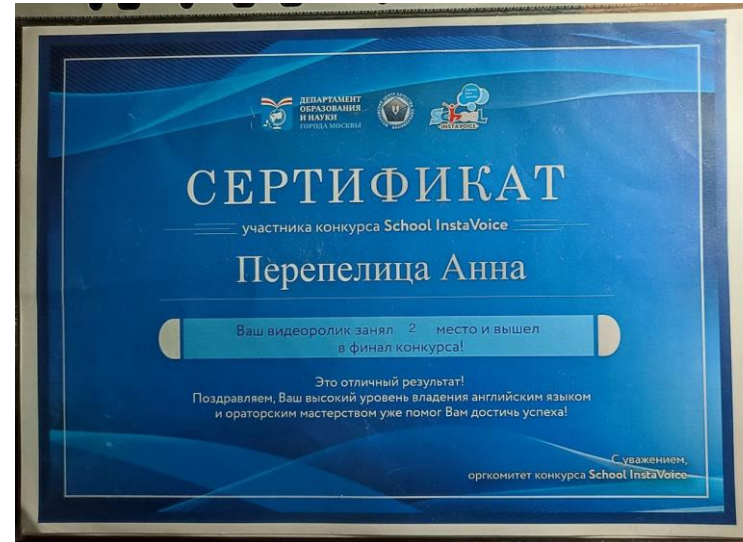 ДЕПАРТАМЕНТ
ОБРАЗОВАНИЯ
И НАУКИ
ГОРОДА МОСКВЫ
INSTAVOICE
СЕРТИФИКАТ
участника конкурса School InstaVoice
Перепелица Анна
Ваш видеоролик занял 2 место и вышел
в финал конкурса!
Это отличный результат!
Поздравляем, Ваш высокий уровень владения английским языком
и ораторским мастерством уже помог Вам достичь успеха!
С уважением,
оргкомитет конкурса School InstaVoice